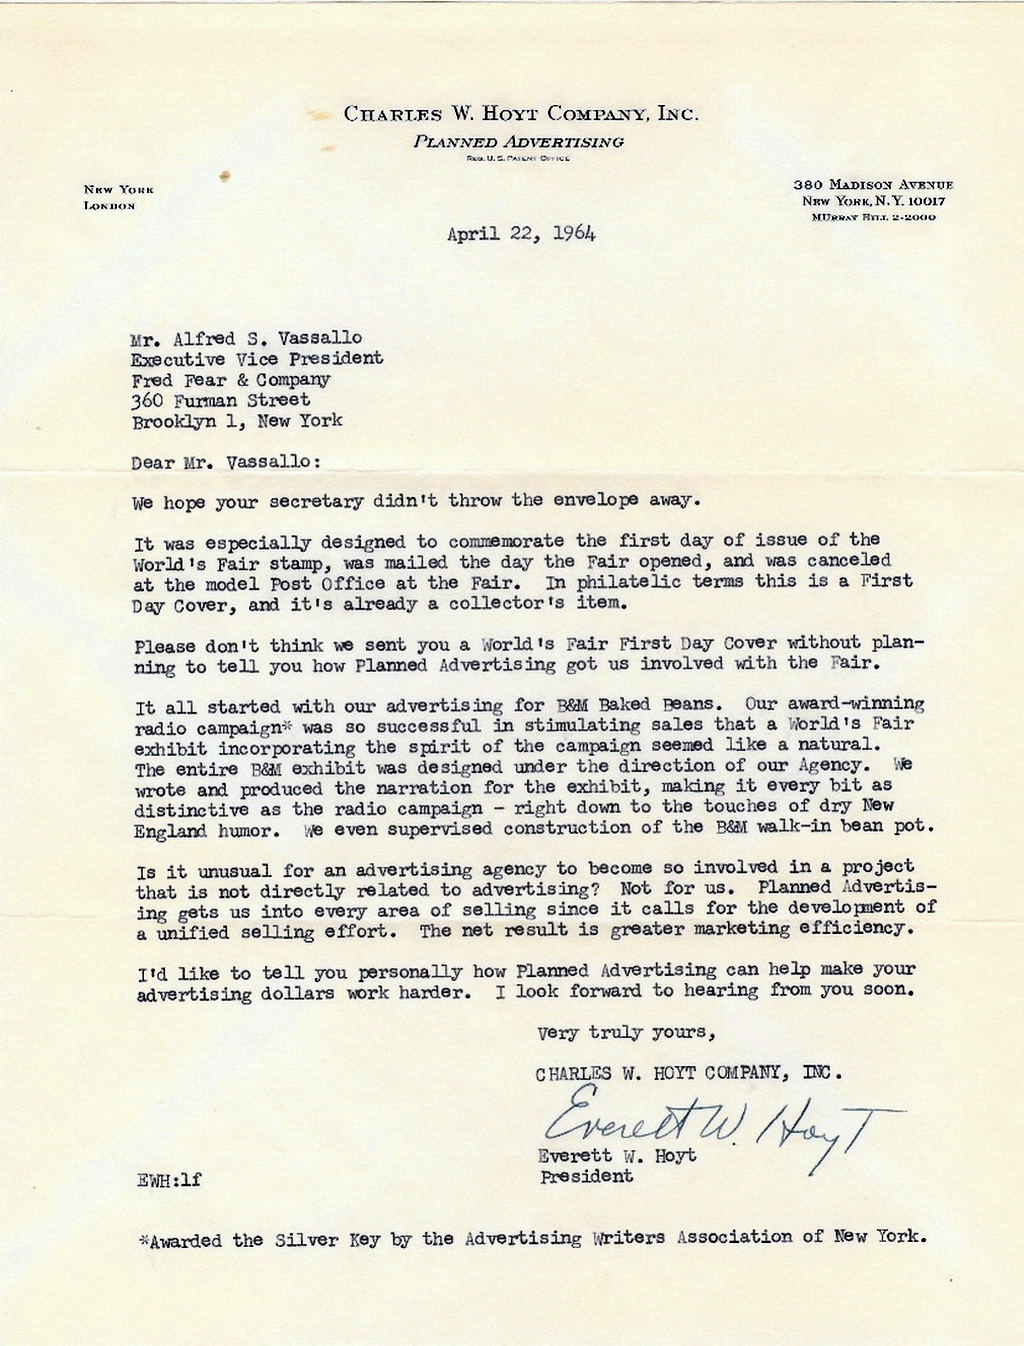 CHARLES W. HOYT COMPANY, INC.
PLANNED ADVERTISING
REG. U. S. PATENT OFFICE
NEW YORK
LONDON
380 MADISON AVENUE
NEW YORK, N.Y. 10017
MURRAY HILL 2-2000
April 22, 1964
Mr. Alfred S. Vassallo
Executive Vice President
Fred Fear & Company
360 Furman Street
Brooklyn 1, New York
Dear Mr. Vassallo:
We hope your secretary didn't throw the envelope away.
It was especially designed to commemorate the first day of issue of the
World's Fair stamp, was mailed the day the Fair opened, and was canceled
at the model Post Office at the Fair.  In philatelic terms this is a First
Day Cover, and it's already a collector's item.
Please don't think we sent you a World's Fair First Day Cover without plan-
ning to tell you how Planned Advertising got us involved with the Fair.
It all started with our advertising for B&M Baked Beans.  Our award-winning
radio campaign* was so successful in stimulating sales that a World's Fair
exhibit incorporating the spirit of the campaign seemed like a natural.
The entire B&M exhibit was designed under the direction of our Agency.  We
wrote and produced the narration for the exhibit, making it every bit as
distinctive as the radio campaign - right down to the touches of dry New
England humor.  We even supervised construction of the B&M walk-in bean pot.
Is it unusual for an advertising agency to become so involved in a project
that is not directly related to advertising?  Not for us.  Planned Advertis-
ing gets us into every area of selling since it calls for the development of
a unified selling effort.  The net result is greater marketing efficiency.
I'd like to tell you personally how Planned Advertising can help make your
advertising dollars work harder.  I look forward to hearing from you soon.
Very truly yours,
CHARLES W. HOYT COMPANY, INC.
Everett W. Hoyt
Everett W. Hoyt
President
EWH:lf
*Awarded the Silver Key by the Advertising Writers Association of New York.